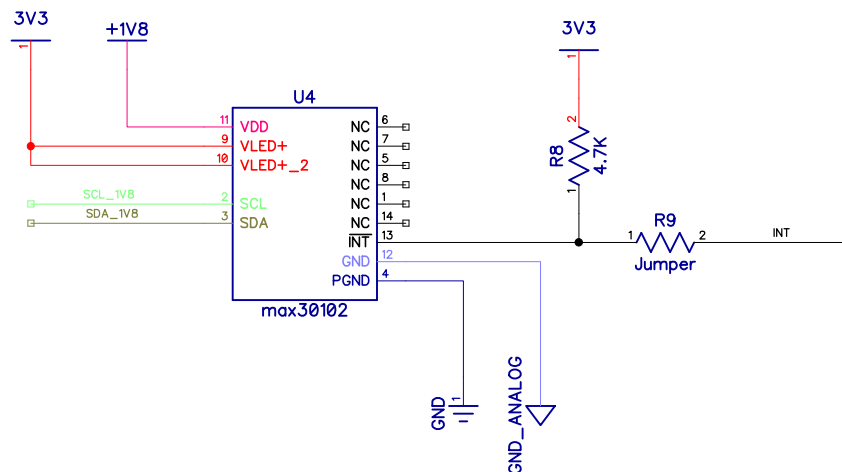 3V3
1
+1V8
U4
11 VDD
9 VLED+
10 VLED+_2
SCL_1V8
2 SCL
SDA_1V8
3 SDA
NC 6
NC 7
NC 5
NC 8
NC 1
NC 14
INT 13
GND 12
PGND 4
max30102
3V3
1
2
R8
4.7K
1
R9
1 2
Jumper
INT
GND
1
GND_ANALOG